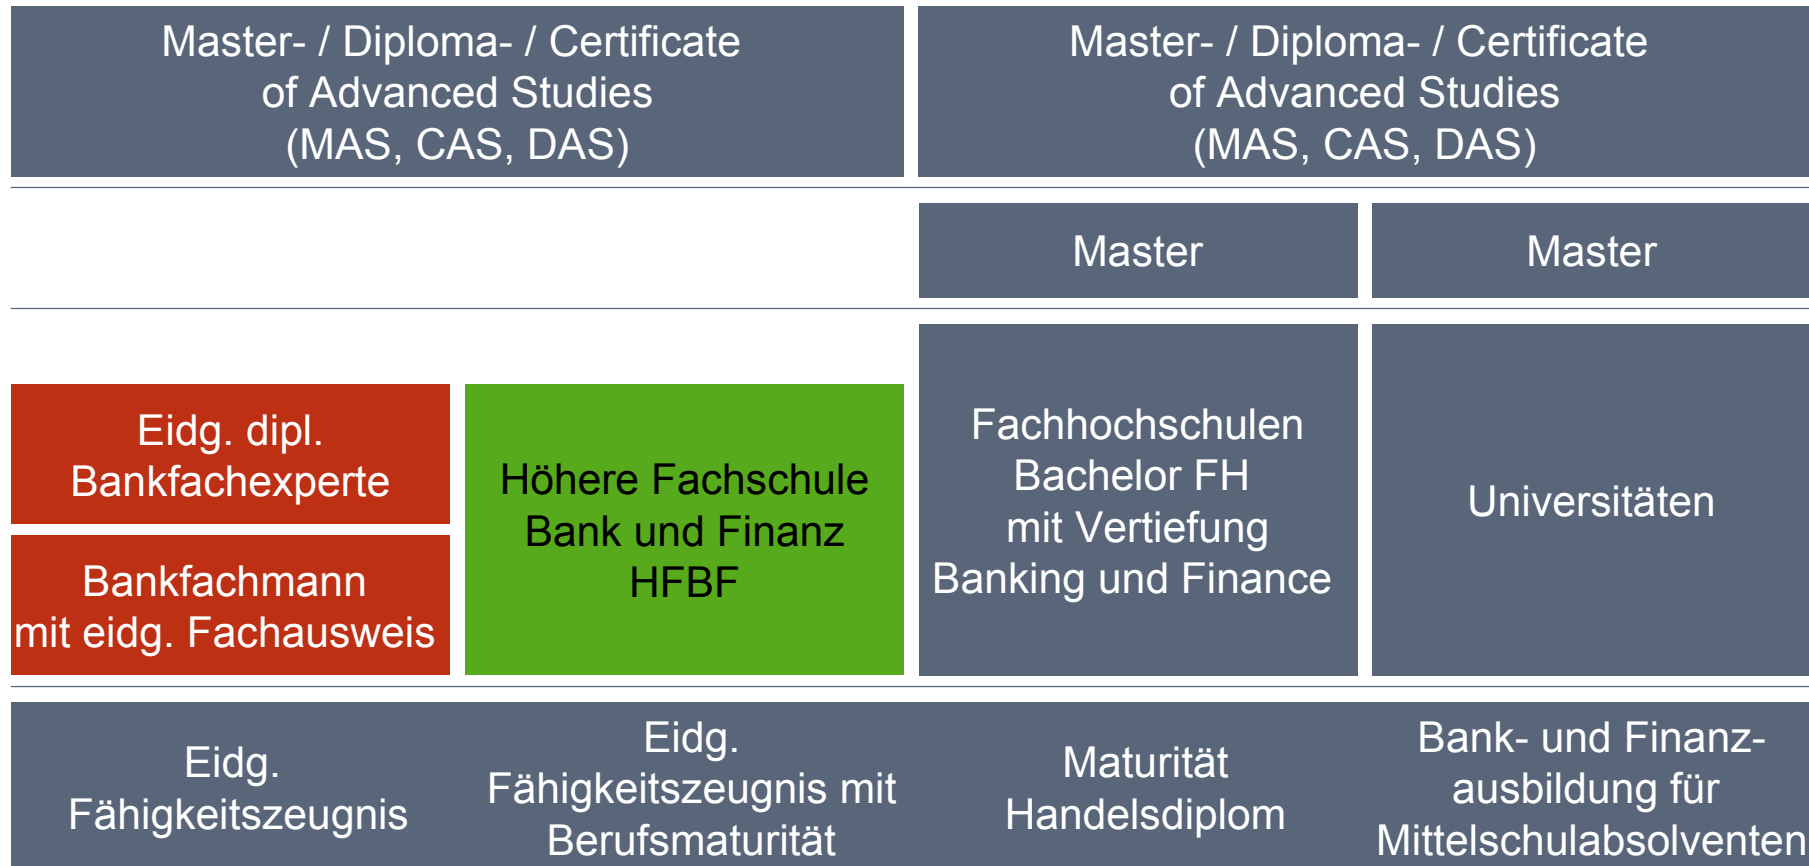 Master- / Diploma- / Certificate
of Advanced Studies
(MAS, CAS, DAS)
Master- / Diploma- / Certificate
of Advanced Studies
(MAS, CAS, DAS)
Master
Master
Eidg. dipl.
Bankfachexperte
Bankfachmann
mit eidg. Fachausweis
Höhere Fachschule
Bank und Finanz
HFBF
Fachhochschulen
Bachelor FH
mit Vertiefung
Banking und Finance
Universitäten
Eidg.
Fähigkeitszeugnis
Eidg.
Fähigkeitszeugnis mit
Berufsmaturität
Maturität
Handelsdiplom
Bank- und Finanz-
ausbildung für
Mittelschulabsolventen